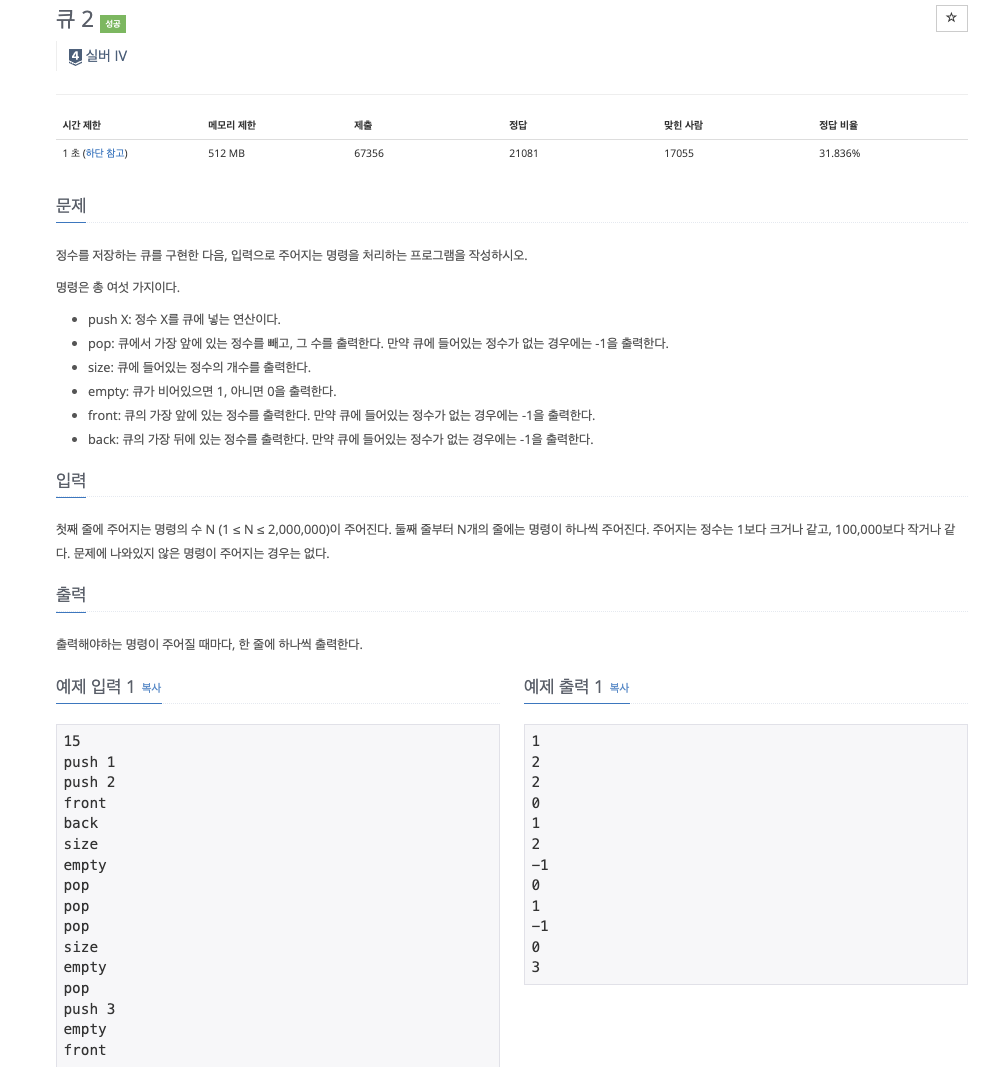 큐 2 성공
☆
4 실버 IV
시간 제한 메모리 제한 제출 정답 맞힌 사람 정답 비율
1 초 (하단 참고) 512 MB 67356 21081 17055 31.836%
문제
정수를 저장하는 큐를 구현한 다음, 입력으로 주어지는 명령을 처리하는 프로그램을 작성하시오.
명령은 총 여섯 가지이다.
• push X: 정수 X를 큐에 넣는 연산이다.
• pop: 큐에서 가장 앞에 있는 정수를 빼고, 그 수를 출력한다. 만약 큐에 들어있는 정수가 없는 경우에는 -1을 출력한다.
• size: 큐에 들어있는 정수의 개수를 출력한다.
• empty: 큐가 비어있으면 1, 아니면 0을 출력한다.
• front: 큐의 가장 앞에 있는 정수를 출력한다. 만약 큐에 들어있는 정수가 없는 경우에는 -1을 출력한다.
• back: 큐의 가장 뒤에 있는 정수를 출력한다. 만약 큐에 들어있는 정수가 없는 경우에는 -1을 출력한다.
입력
첫째 줄에 주어지는 명령의 수 N (1 ≤ N ≤ 2,000,000)이 주어진다. 둘째 줄부터 N개의 줄에는 명령이 하나씩 주어진다. 주어지는 정수는 1보다 크거나 같고, 100,000보다 작거나 같
다. 문제에 나와있지 않은 명령이 주어지는 경우는 없다.
출력
출력해야하는 명령이 주어질 때마다, 한 줄에 하나씩 출력한다.
예제 입력 1 복사
15
push 1
push 2
front
back
size
empty
pop
pop
pop
size
empty
pop
push 3
empty
front
예제 출력 1 복사
1
2
2
0
1
2
-1
0
1
-1
0
3